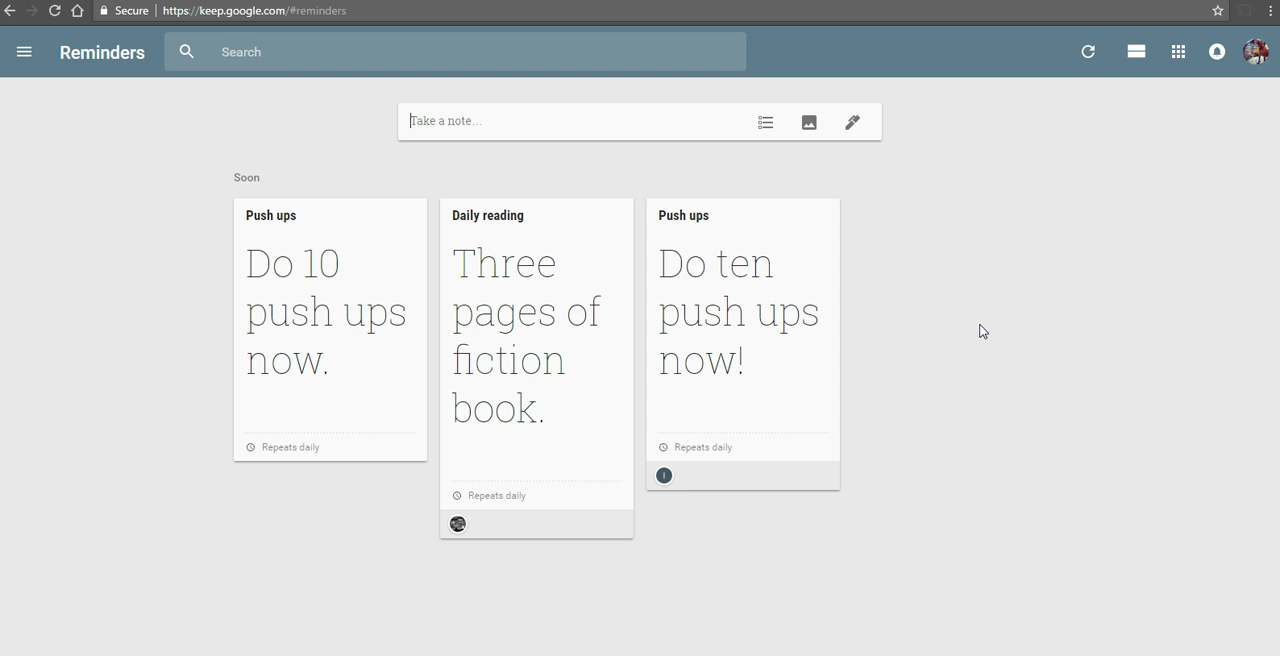 Secure https://keep.google.com/#reminders
Reminders
Search
Take a note...
Soon
Push ups
Do 10
push ups
now.
Repeats daily
Daily reading
Three
pages of
fiction
book.
Repeats daily
Push ups
Do ten
push ups
now!
Repeats daily
I